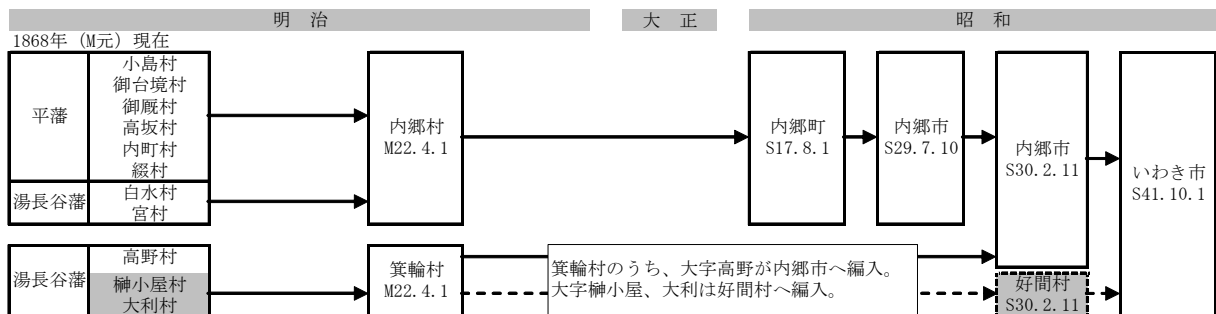 明 治
大 正
昭 和
1868年（M元）現在
平藩
小島村
御台境村
御厩村
高坂村
内町村
綴村
湯長谷藩
白水村
宮村
内郷村
M22.4.1
内郷町
S17.8.1
内郷市
S29.7.10
内郷市
S30.2.11
いわき市
S41.10.1
湯長谷藩
高野村
榊小屋村
大利村
箕輪村
M22.4.1
箕輪村のうち、大字高野が内郷市へ編入。
大字榊小屋、大利は好間村へ編入。
好間村
S30.2.11